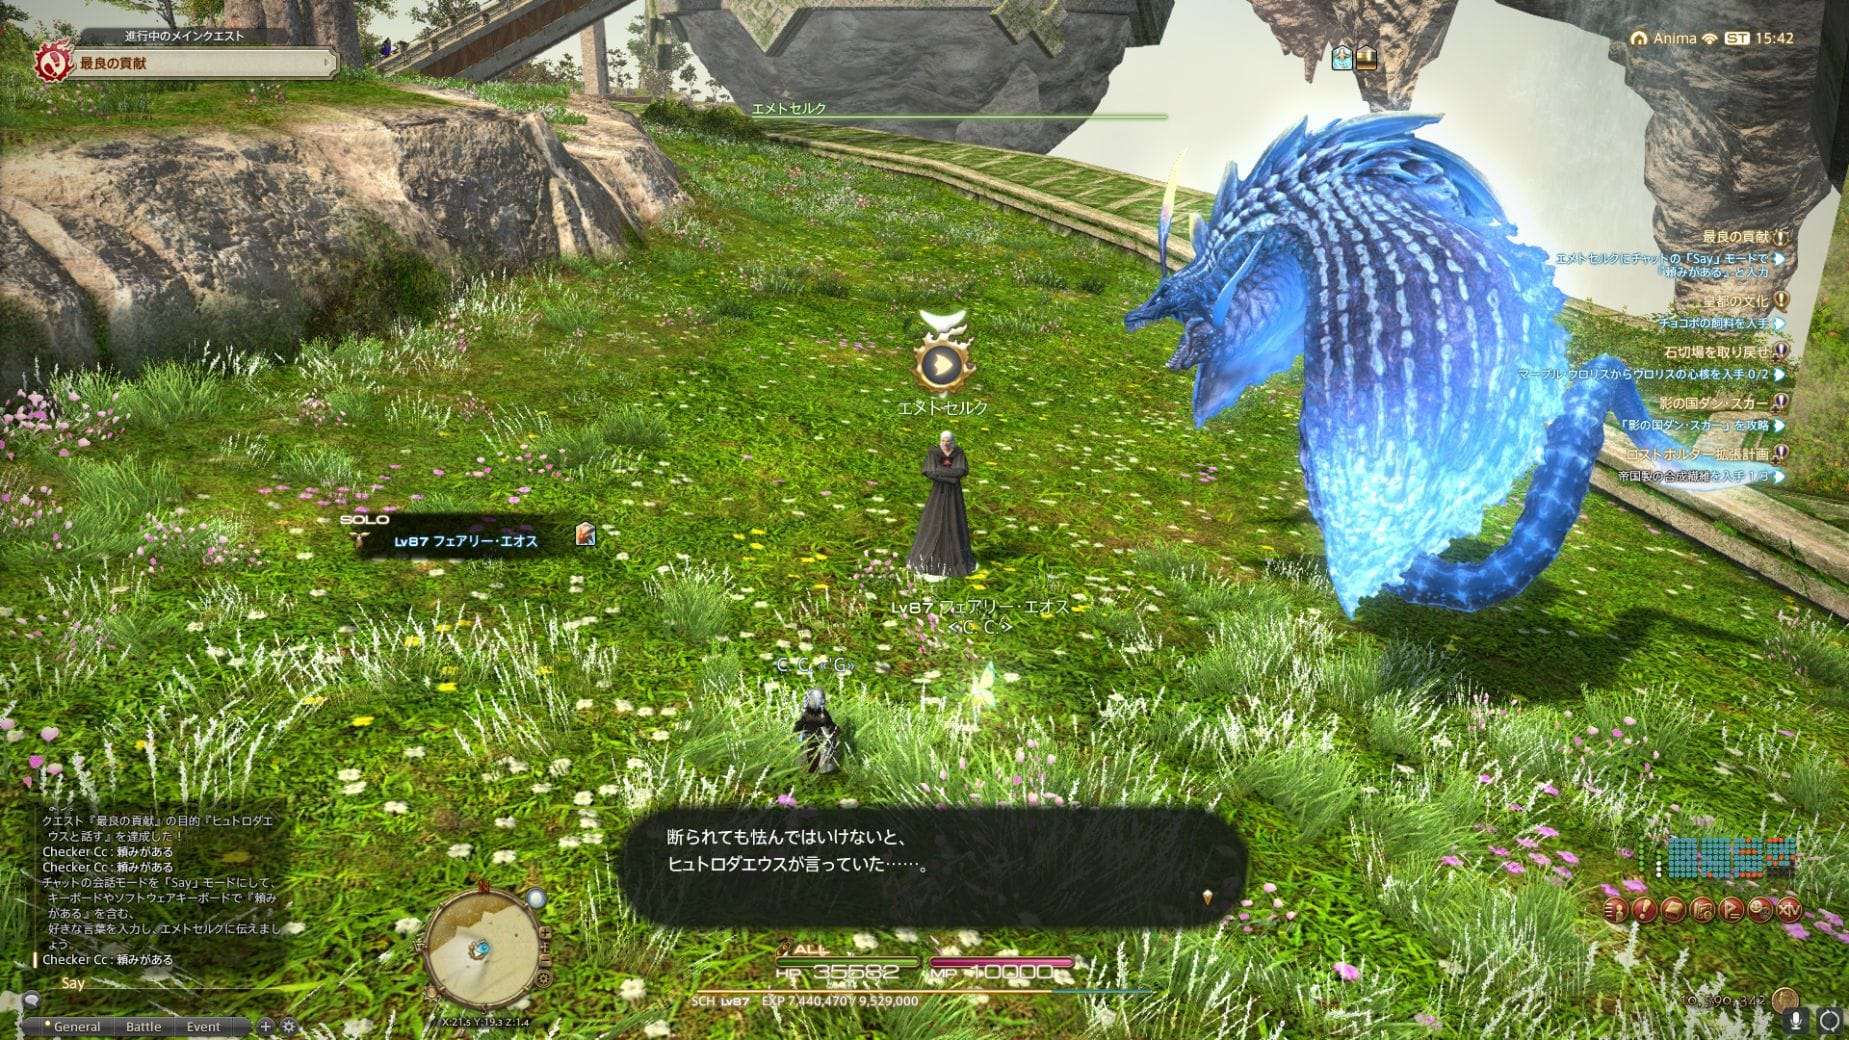 進行中のメインクエスト
最良の貢献
Anima ST 15:42
エメトセルク
最良の貢献
エメトセルクにチャットの「Say」モードで
「頼みがある」と入力
皇都の文化
チョコボの飼料を入手
石切場を取り戻せ
マーブル・ウロリスからウロリスの心核を入手 0/2
影の国ダン・スカー
「影の国ダン・スカー」を攻略
ロストホルダー拡張計画
帝国製の合成繊維を入手 1/3
エメトセルク
SOLO
Lv87 フェアリー・エオス
Lv87 フェアリー・エオス
«C. C.»
C. C. «G»
断られても怯んではいけないと、
ヒュトロダエウスが言っていた……。
クエスト『最良の貢献』の目的『ヒュトロダエ
ウスと話す』を達成した！
Checker Cc : 頼みがある
Checker Cc : 頼みがある
チャットの会話モードを「Say」モードにして、
キーボードやソフトウェアキーボードで『頼み
がある』を含む、
好きな言葉を入力し、エメトセルクに伝えまし
ょう。
Checker Cc : 頼みがある
Say
General Battle Event
N
X:21.5 Y:19.3 Z:1.4
ALL
HP 35582 MP 10000
SCH Lv87 EXP 7,440,470 / 9,529,000
XIV